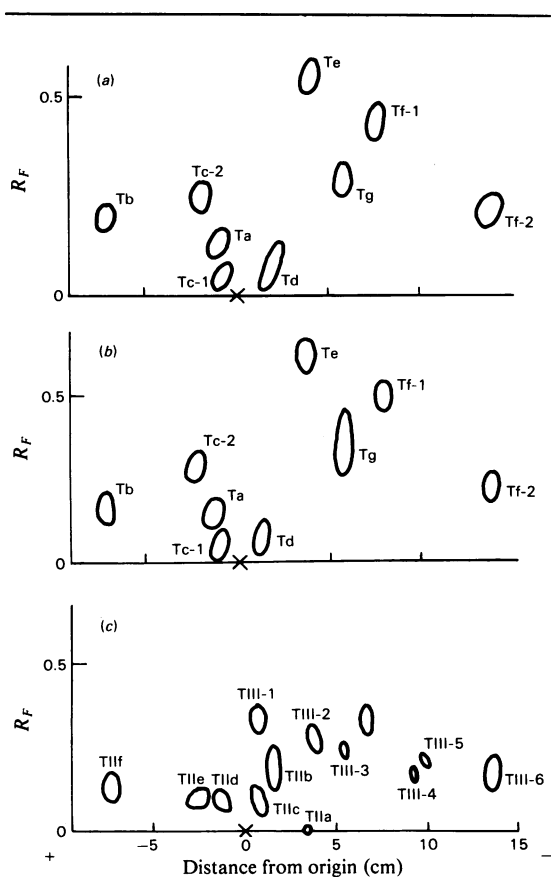 (a)
Te
0.5
Tf-1
Tc-2
R_F
Tb
Tg
Ta
Tf-2
Tc-1
Td
0
(b)
Te
0.5
Tf-1
Tc-2
R_F
Tg
Tb
Ta
Tf-2
Tc-1
Td
0
(c)
0.5
TIII-1
TIII-2
R_F
TIII-5
TIIf
TIIe
TIId
TIIb
TIII-3
TIII-4
TIII-6
TIIc
TIIa
0
+
−5
0
5
10
15
−
Distance from origin (cm)